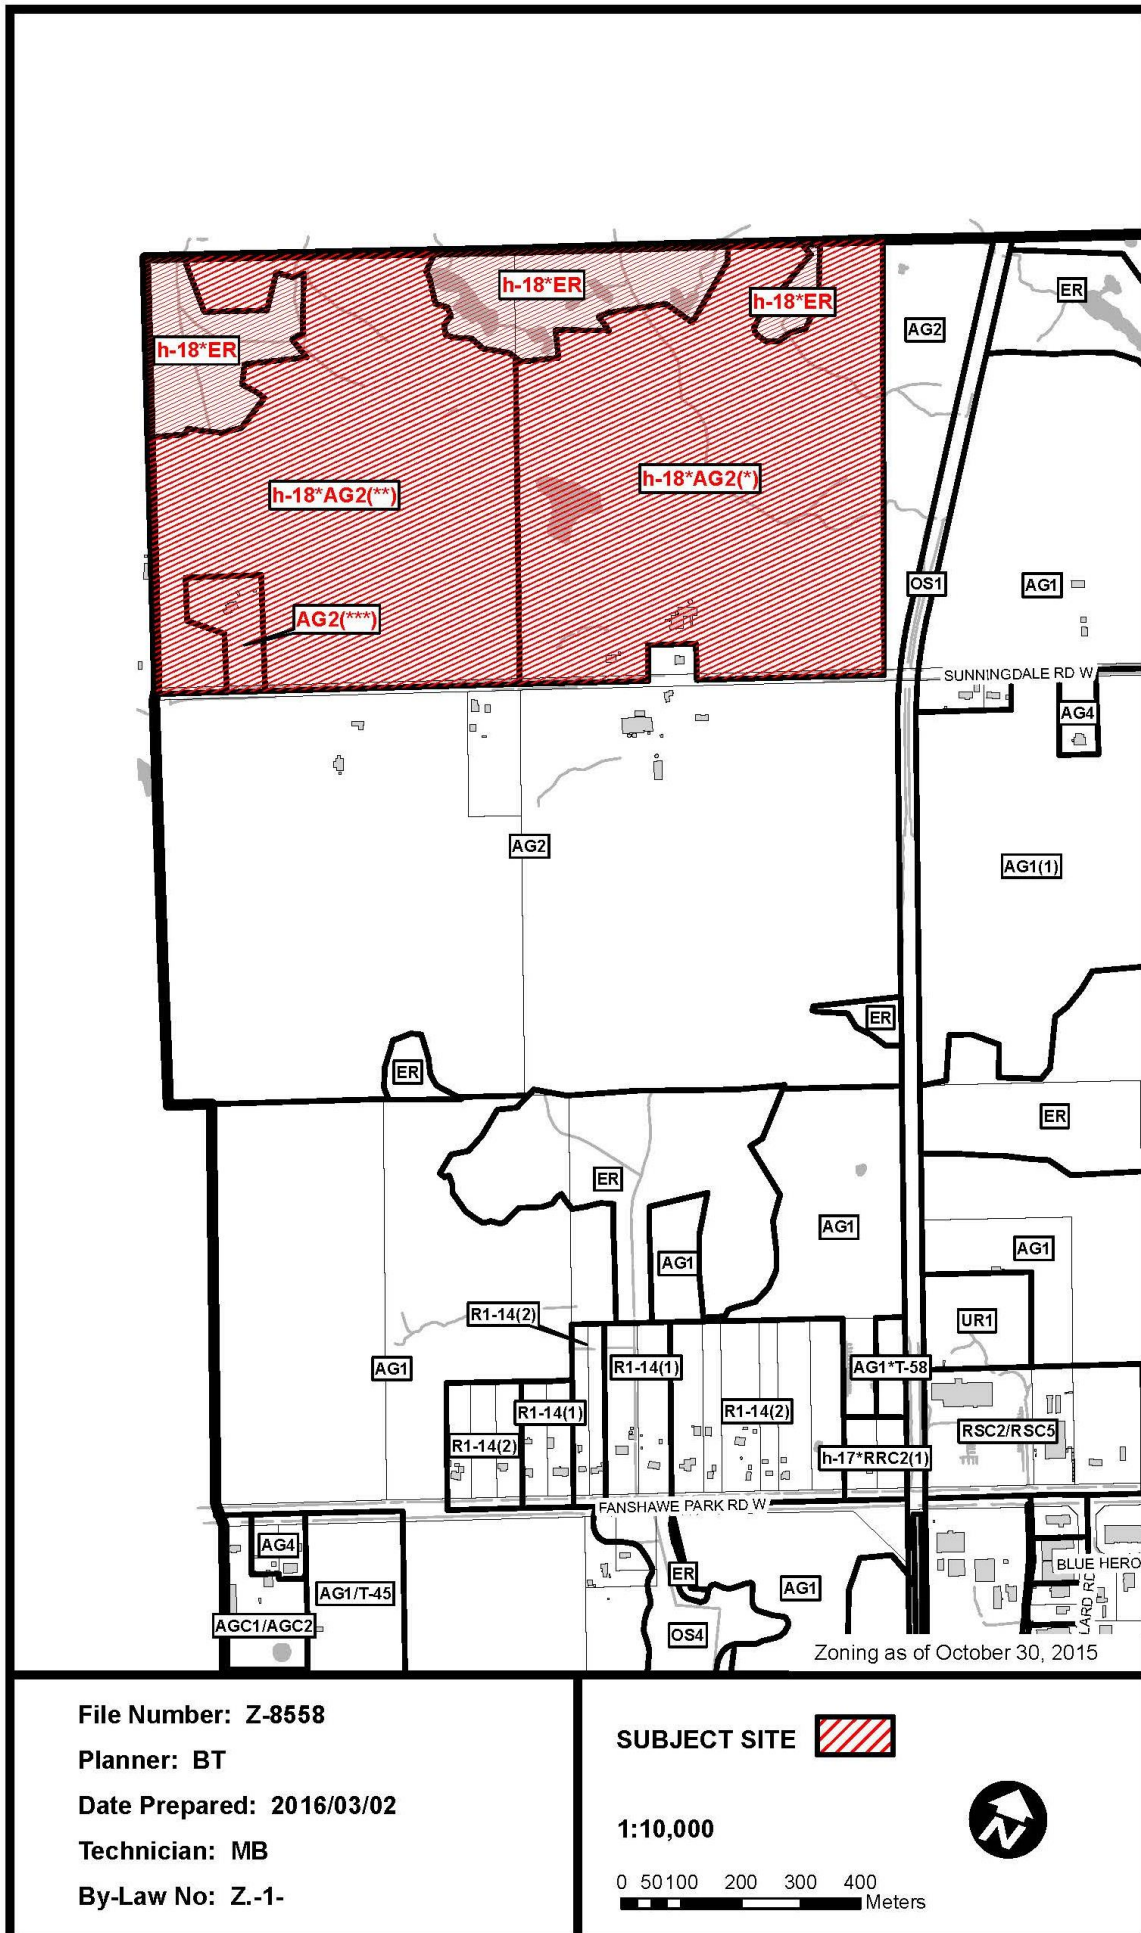 h-18*ER
ER
h-18*ER
AG2
h-18*ER
h-18*AG2(*)
h-18*AG2(**)
OS1
AG1
AG2(***)
SUNNINGDALE RD W
AG4
AG2
AG1(1)
ER
ER
ER
ER
AG1
AG1
AG1
R1-14(2)
UR1
AG1
R1-14(1)
AG1*T-58
R1-14(1)
R1-14(2)
RSC2/RSC5
R1-14(2)
h-17*RRC2(1)
FANSHAWE PARK RD W
AG4
BLUE HERO
ER
AG1
AG1/T-45
LARD RD
AGC1/AGC2
OS4
Zoning as of October 30, 2015
File Number: Z-8558
Planner: BT
Date Prepared: 2016/03/02
Technician: MB
By-Law No: Z.-1-
SUBJECT SITE
1:10,000
N
0 50 100 200 300 400
Meters